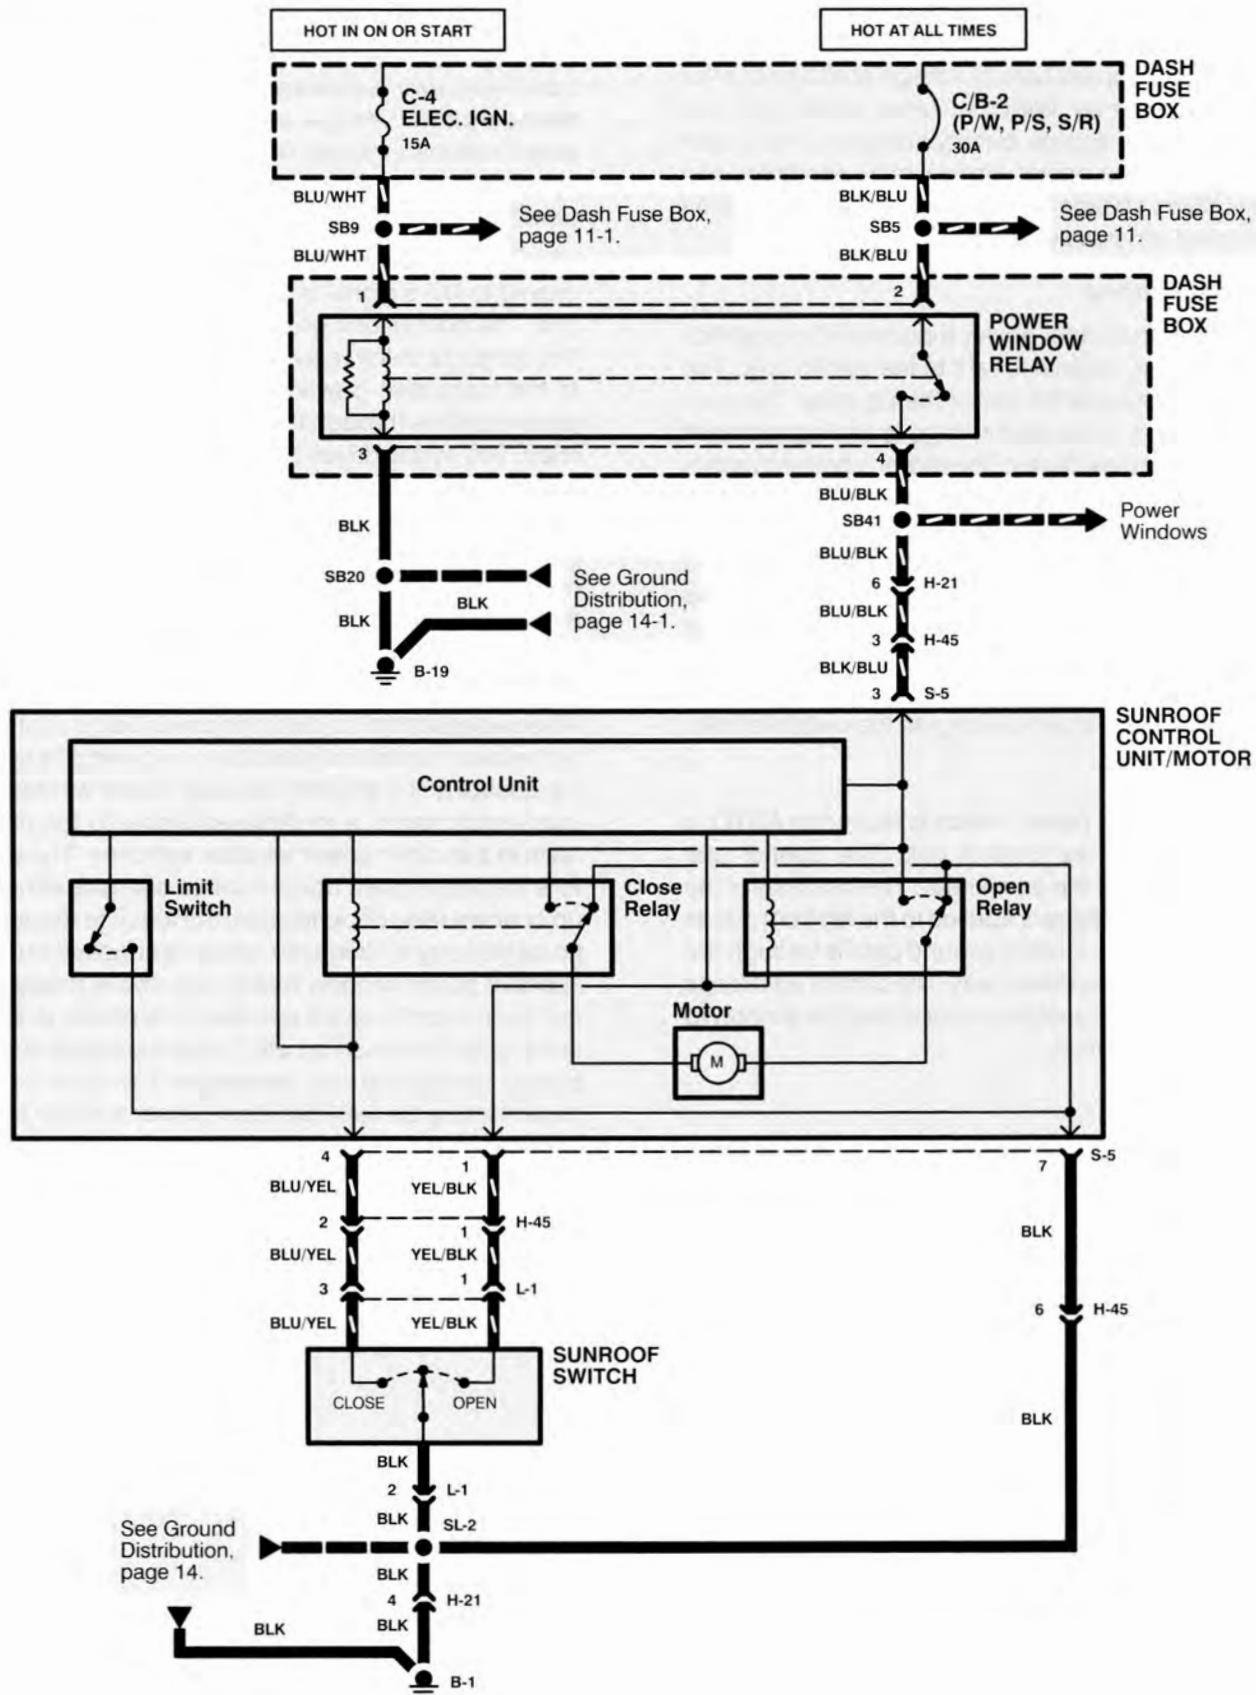 HOT IN ON OR START
HOT AT ALL TIMES
C-4
ELEC. IGN.
15A
C/B-2
(P/W, P/S, S/R)
30A
DASH
FUSE
BOX
BLU/WHT
SB9
BLU/WHT
See Dash Fuse Box,
page 11-1.
BLK/BLU
SB5
BLK/BLU
See Dash Fuse Box,
page 11.
1
2
DASH
FUSE
BOX
POWER
WINDOW
RELAY
3
4
BLK
SB20
BLK
BLK
See Ground
Distribution,
page 14-1.
B-19
BLU/BLK
SB41
BLU/BLK
Power
Windows
6
H-21
BLU/BLK
3
H-45
BLK/BLU
3
S-5
SUNROOF
CONTROL
UNIT/MOTOR
Control Unit
Limit
Switch
Close
Relay
Open
Relay
Motor
M
4
1
7
S-5
BLU/YEL
YEL/BLK
2
1
H-45
BLU/YEL
YEL/BLK
3
1
L-1
BLU/YEL
YEL/BLK
BLK
6
H-45
BLK
SUNROOF
SWITCH
CLOSE
OPEN
BLK
2
L-1
BLK
SL-2
See Ground
Distribution,
page 14.
BLK
4
H-21
BLK
BLK
B-1